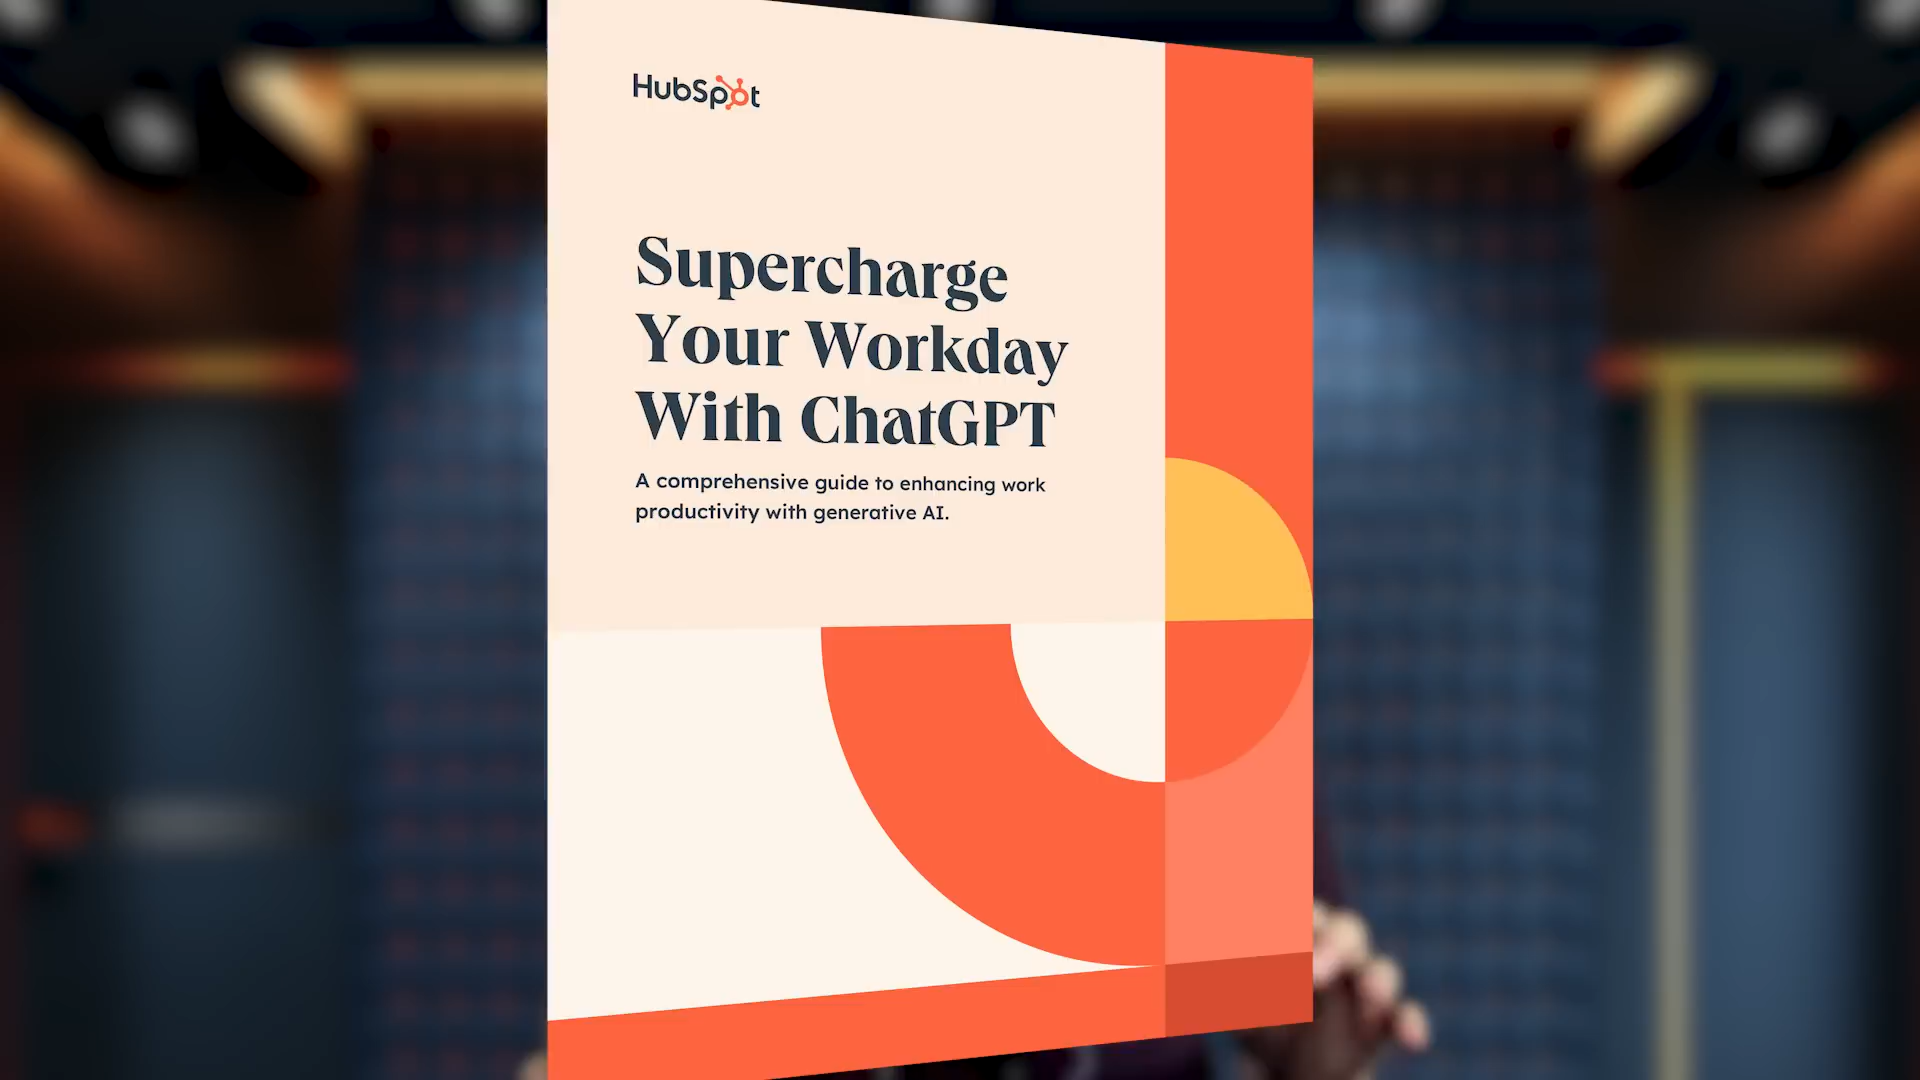 HubSpot
Supercharge
Your Workday
With ChatGPT
A comprehensive guide to enhancing work
productivity with generative AI.